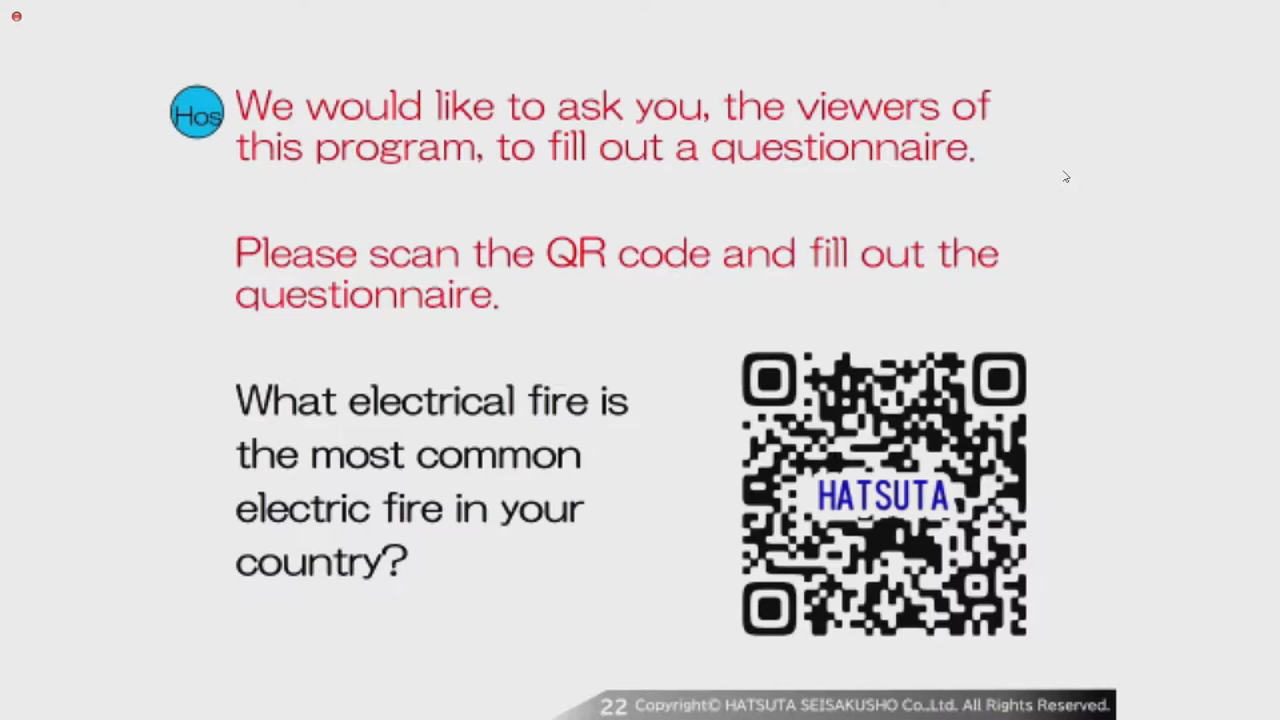 Hos
We would like to ask you, the viewers of
this program, to fill out a questionnaire.
Please scan the QR code and fill out the
questionnaire.
What electrical fire is
the most common
electric fire in your
country?
HATSUTA
22 Copyright© HATSUTA SEISAKUSHO Co.,Ltd. All Rights Reserved.